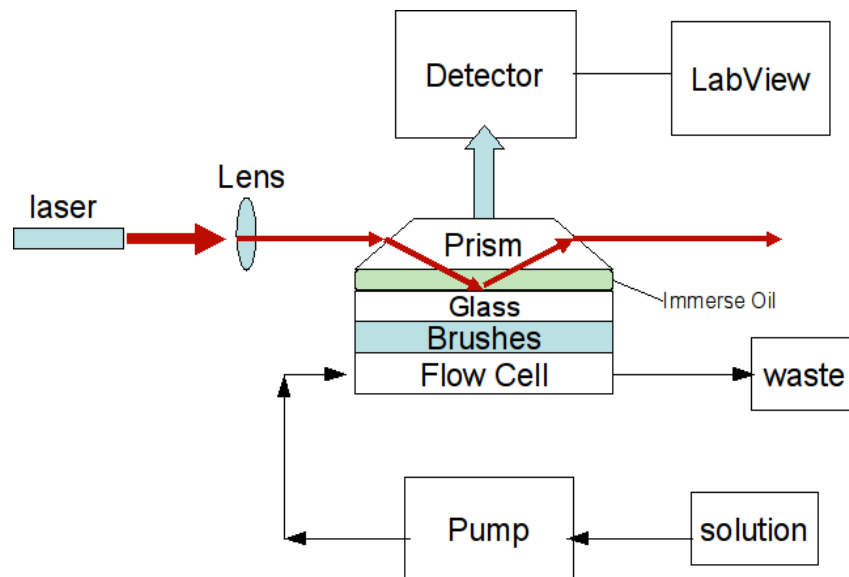 Detector
LabView
Lens
laser
Prism
Immerse Oil
Glass
Brushes
Flow Cell
waste
Pump
solution